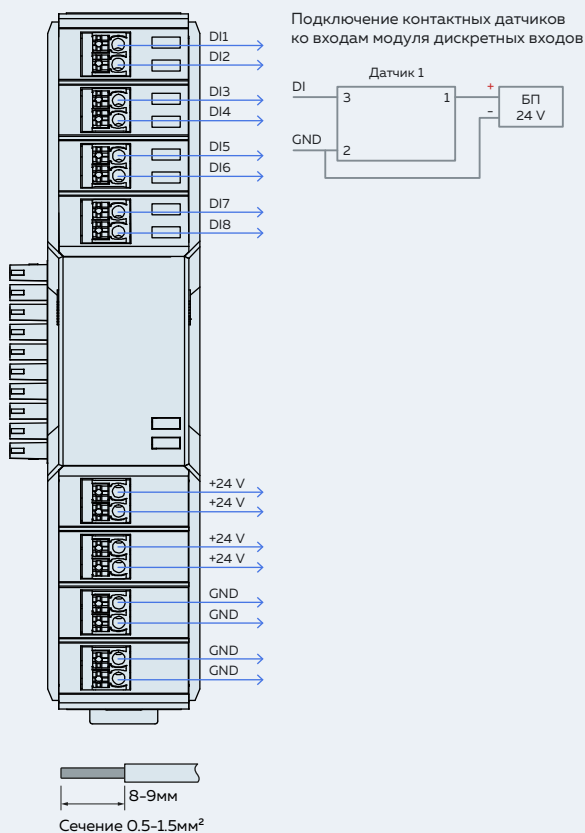 DI1
DI2
DI3
DI4
DI5
DI6
DI7
DI8
+24 V
+24 V
+24 V
+24 V
GND
GND
GND
GND
8-9мм
Сечение 0.5-1.5мм²
Подключение контактных датчиков
ко входам модуля дискретных входов
Датчик 1
DI
3
1
+
-
БП
24 V
GND
2